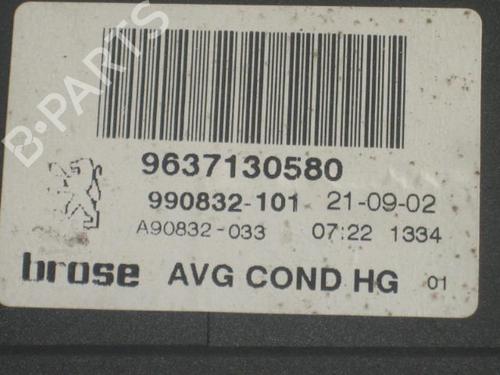 B-PARTS
9637130580
990832-101 21-09-02
A90832-033 07:22 1334
brose AVG COND HG 01